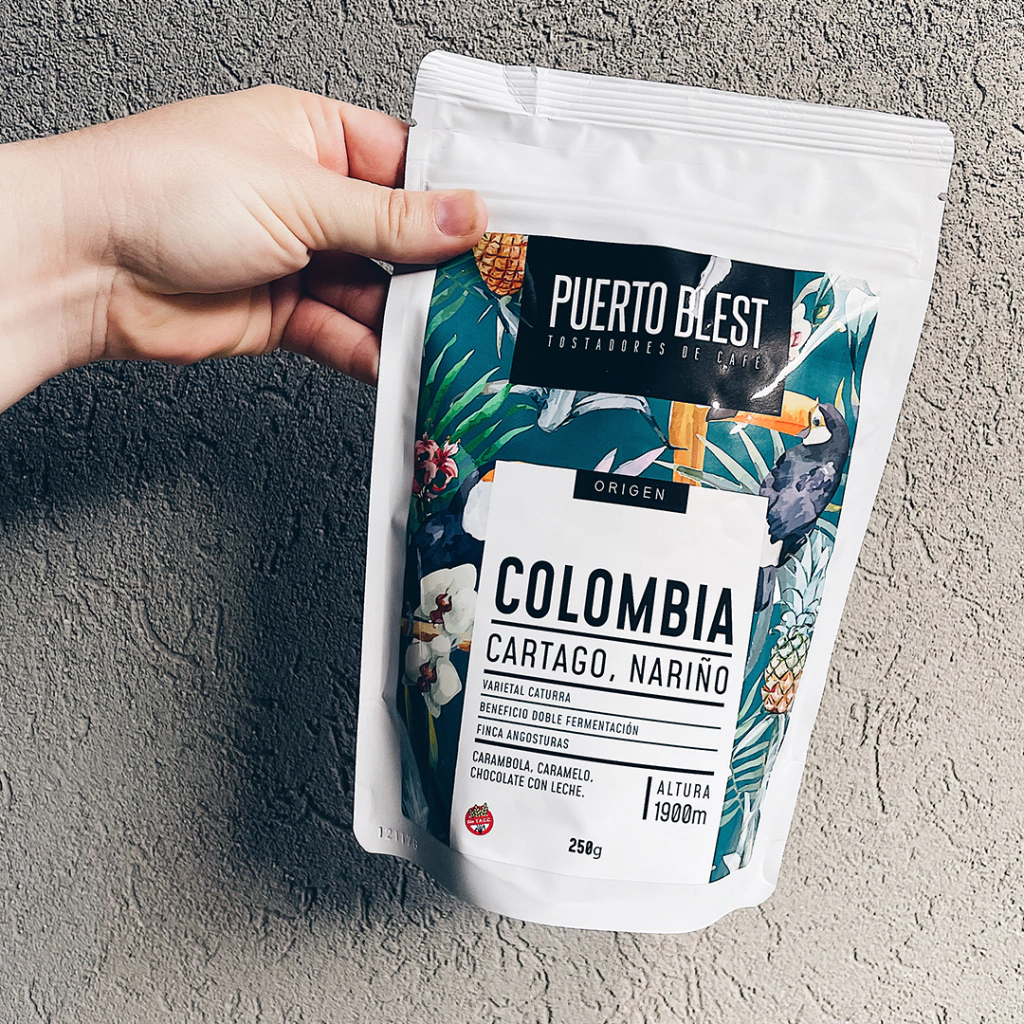 PUERTO BLEST
TOSTADORES DE CAFÉ
ORIGEN
COLOMBIA
CARTAGO, NARIÑO
VARIETAL CATURRA
BENEFICIO DOBLE FERMENTACIÓN
FINCA ANGOSTURAS
CARAMBOLA, CARAMELO,
CHOCOLATE CON LECHE.
ALTURA
1900m
Sin T.A.C.C.
250g